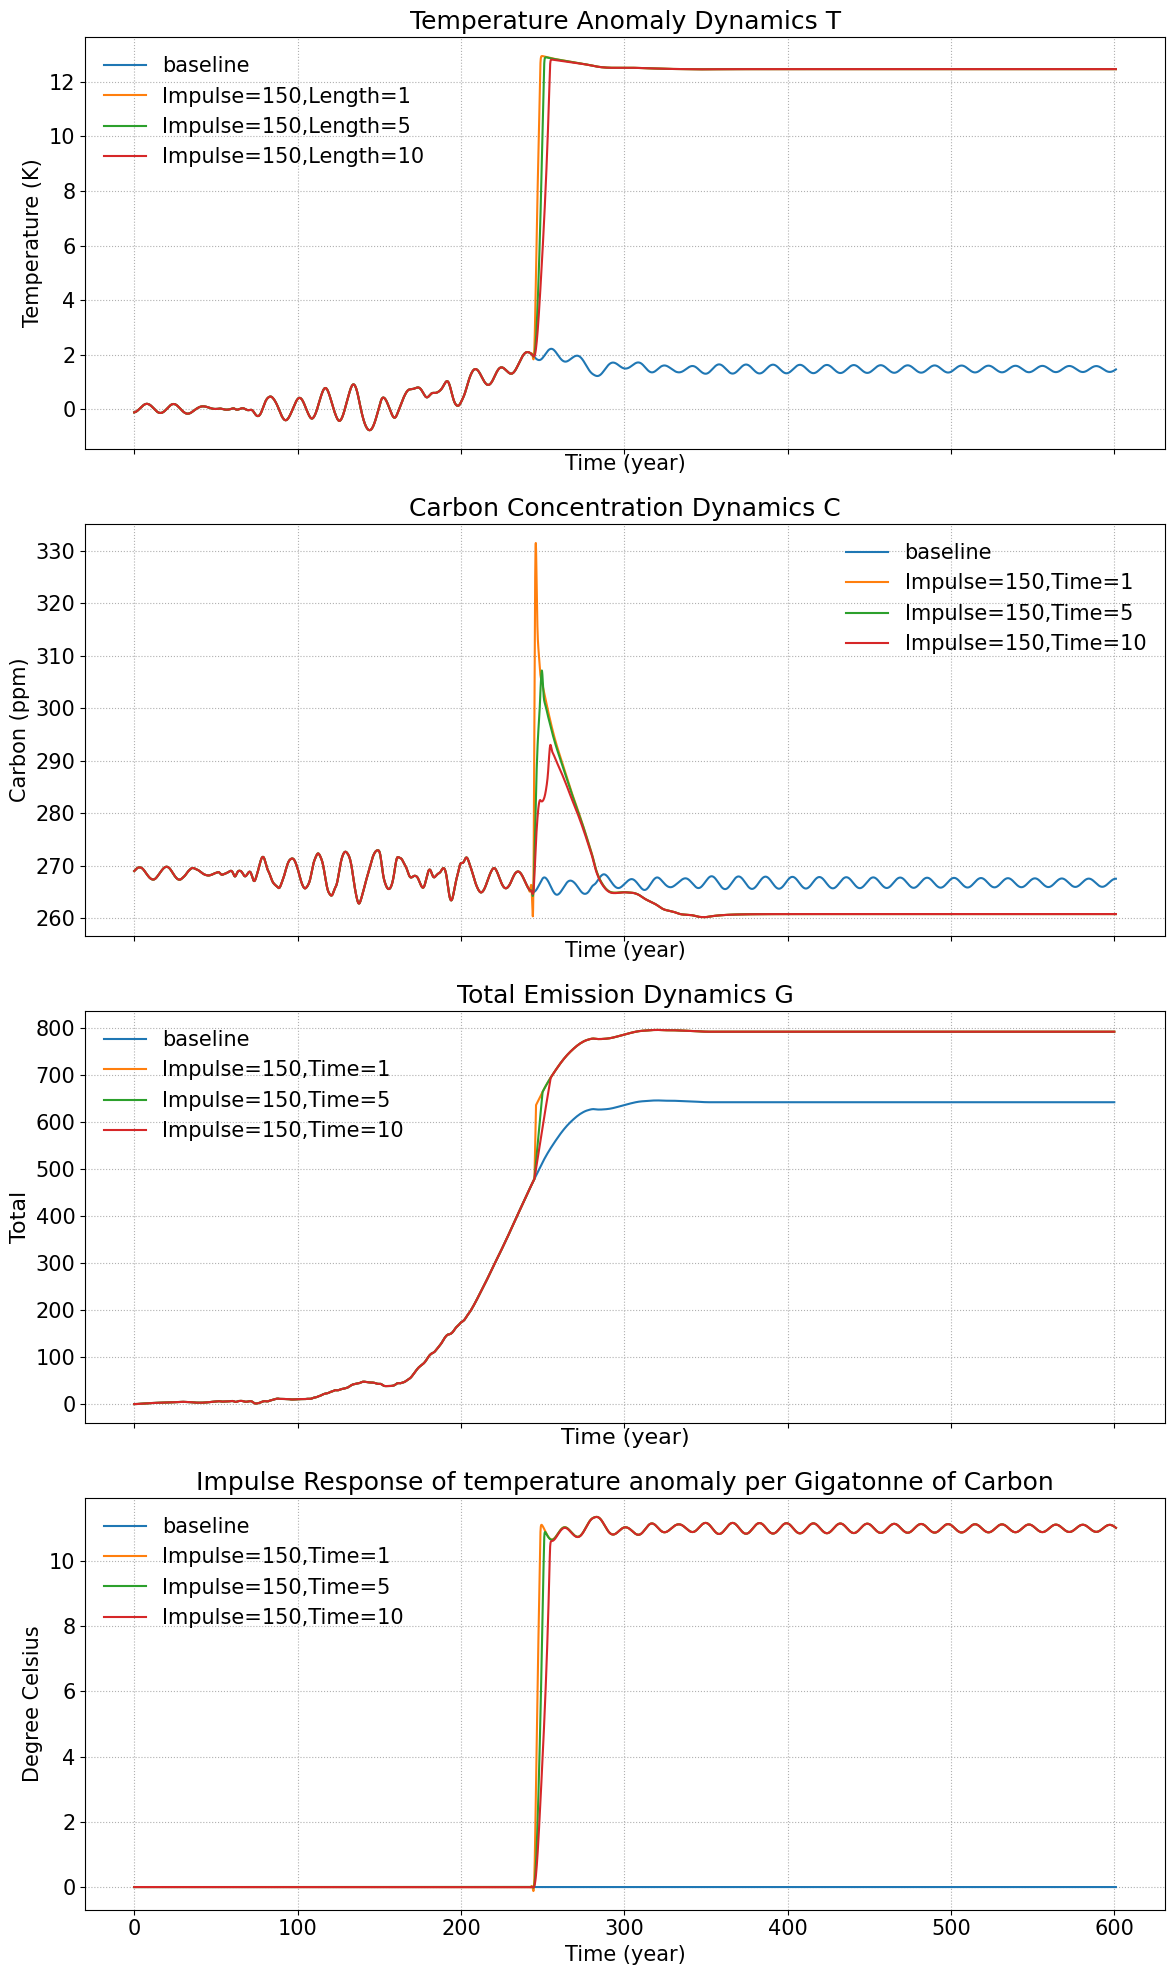 Temperature Anomaly Dynamics T
baseline
Impulse=150,Length=1
Impulse=150,Length=5
Impulse=150,Length=10
Temperature (K)
12
10
8
6
4
2
0
Time (year)
Carbon Concentration Dynamics C
baseline
Impulse=150,Time=1
Impulse=150,Time=5
Impulse=150,Time=10
Carbon (ppm)
330
320
310
300
290
280
270
260
Time (year)
Total Emission Dynamics G
baseline
Impulse=150,Time=1
Impulse=150,Time=5
Impulse=150,Time=10
Total
800
700
600
500
400
300
200
100
0
Time (year)
Impulse Response of temperature anomaly per Gigatonne of Carbon
baseline
Impulse=150,Time=1
Impulse=150,Time=5
Impulse=150,Time=10
Degree Celsius
10
8
6
4
2
0
0 100 200 300 400 500 600
Time (year)